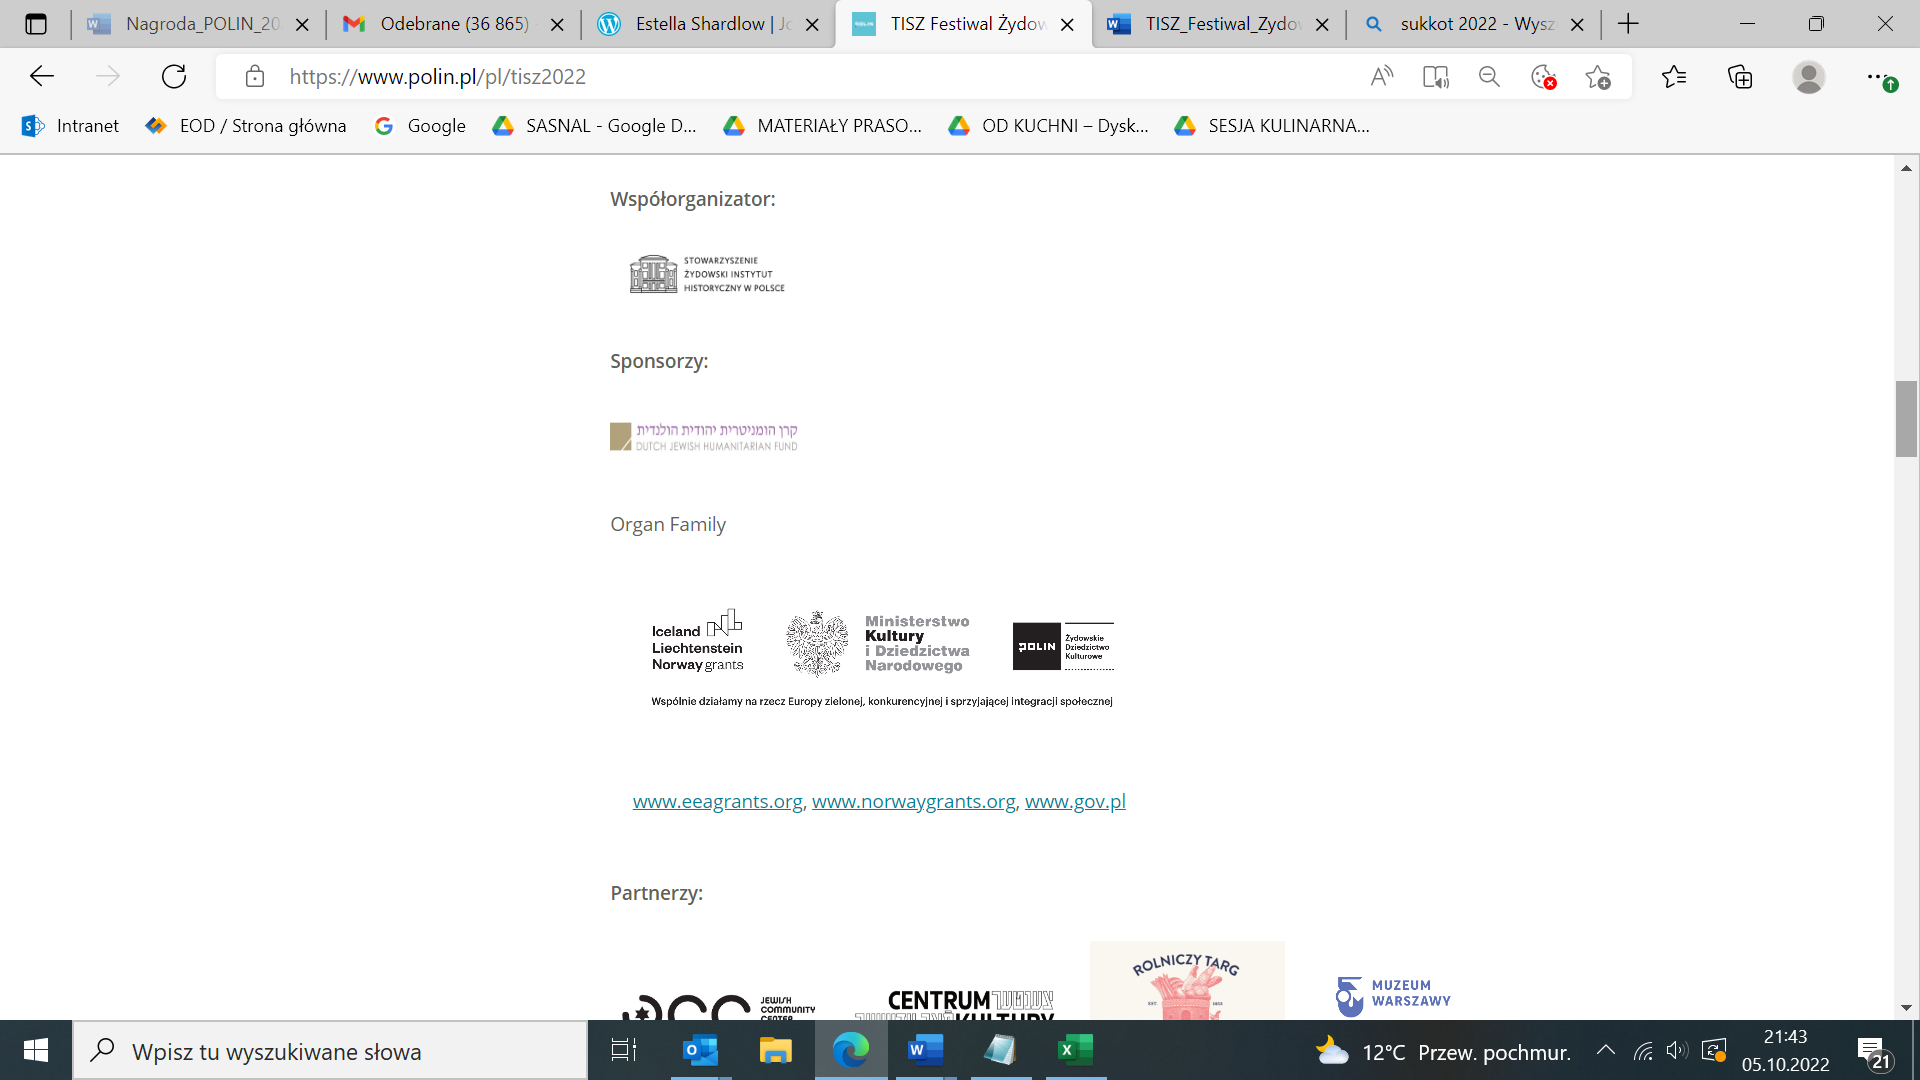 Nagroda_POLIN_20
Odebrane (36 865)
Estella Shardlow | Jo
TISZ Festiwal Żydow
TISZ_Festiwal_Zydow
sukkot 2022 - Wysz
https://www.polin.pl/pl/tisz2022
Intranet
EOD / Strona główna
Google
SASNAL - Google D...
MATERIAŁY PRASO...
OD KUCHNI – Dysk...
SESJA KULINARNA...
Współorganizator:
STOWARZYSZENIE
ŻYDOWSKI INSTYTUT
HISTORYCZNY W POLSCE
Sponsorzy:
קרן הומניטרית יהודית הולנדית
DUTCH JEWISH HUMANITARIAN FUND
Organ Family
Iceland
Liechtenstein
Norway grants
Ministerstwo
Kultury
i Dziedzictwa
Narodowego
POLIN
Żydowskie
Dziedzictwo
Kulturowe
Wspólnie działamy na rzecz Europy zielonej, konkurencyjnej i sprzyjającej integracji społecznej
www.eeagrants.org, www.norwaygrants.org, www.gov.pl
Partnerzy:
JCC
JEWISH
COMMUNITY
CENTER
CENTRUM
KULTURY
ROLNICZY TARG
MUZEUM
WARSZAWY
Wpisz tu wyszukiwane słowa
12°C Przew. pochmur.
21:43
05.10.2022
21